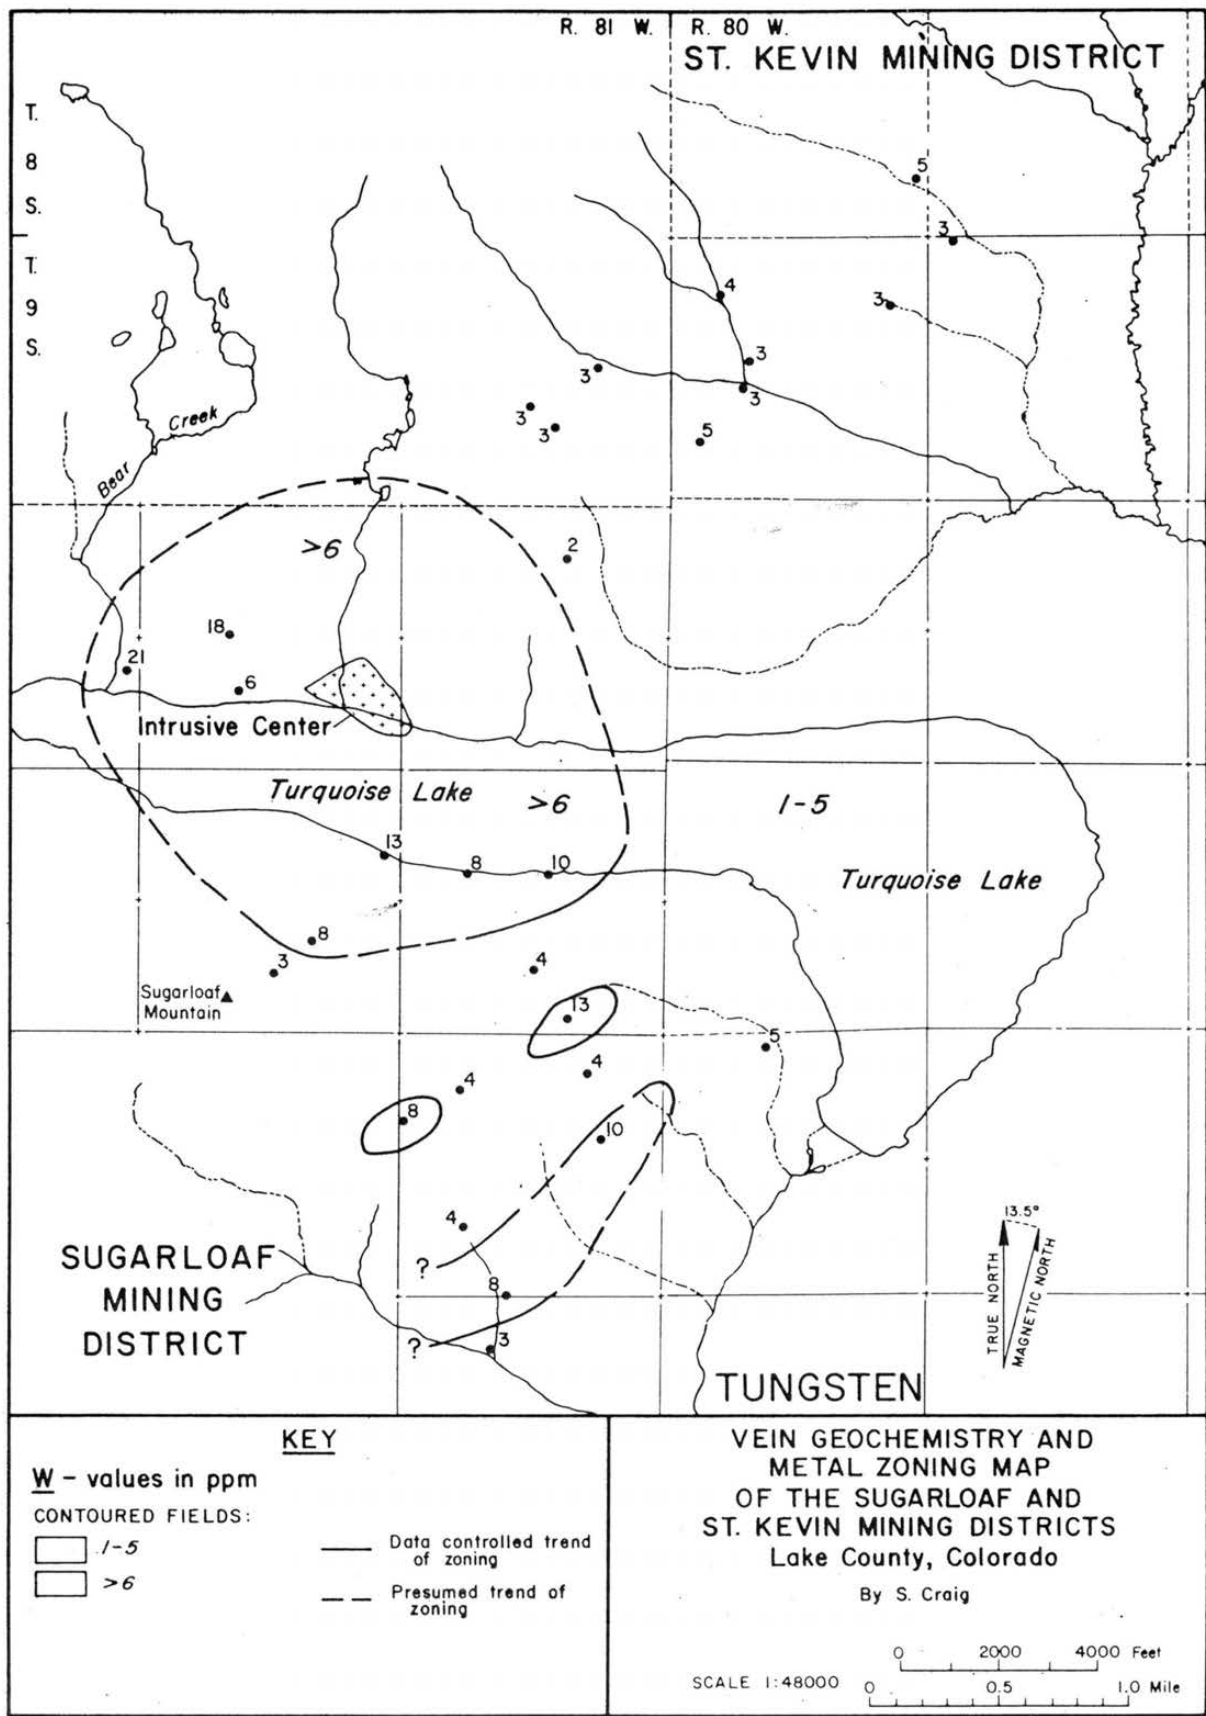 R. 81 W. R. 80 W.
ST. KEVIN MINING DISTRICT
T.
8
S.
T.
9
S.
5
3
3
4
3
3
3
3
3
5
Creek
Bear
>6
2
18
21
6
Intrusive Center
Turquoise Lake
>6
1-5
13
8
10
Turquoise Lake
8
3
4
Sugarloaf
Mountain
13
5
4
4
8
10
4
?
8
?
3
SUGARLOAF
MINING
DISTRICT
13.5°
TRUE NORTH
MAGNETIC NORTH
TUNGSTEN
KEY
W - values in ppm
CONTOURED FIELDS:
1-5
>6
Data controlled trend
of zoning
Presumed trend of
zoning
VEIN GEOCHEMISTRY AND
METAL ZONING MAP
OF THE SUGARLOAF AND
ST. KEVIN MINING DISTRICTS
Lake County, Colorado
By S. Craig
0 2000 4000 Feet
SCALE 1:48000
0 0.5 1.0 Mile